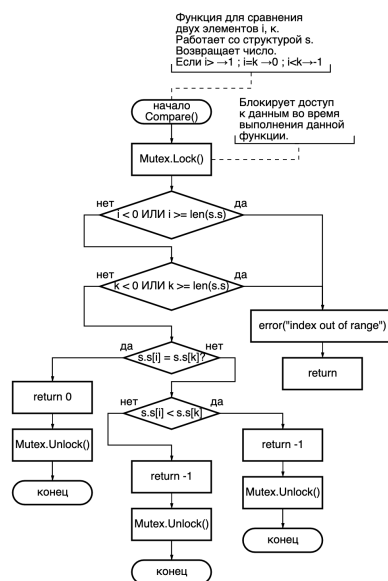 Функция для сравнения
двух элементов i, к.
Работает со структурой s.
Возвращает число.
Если i> →1 ; i=k →0 ; i<k→-1
начало
Compare()
Блокирует доступ
к данным во время
выполнения данной
функции.
Mutex.Lock()
нет
да
i < 0 ИЛИ i >= len(s.s)
нет
да
k < 0 ИЛИ k >= len(s.s)
error("index out of range")
return
да
нет
s.s[i] = s.s[k]?
return 0
нет
да
s.s[i] < s.s[k]
Mutex.Unlock()
return -1
return -1
конец
Mutex.Unlock()
Mutex.Unlock()
конец
конец